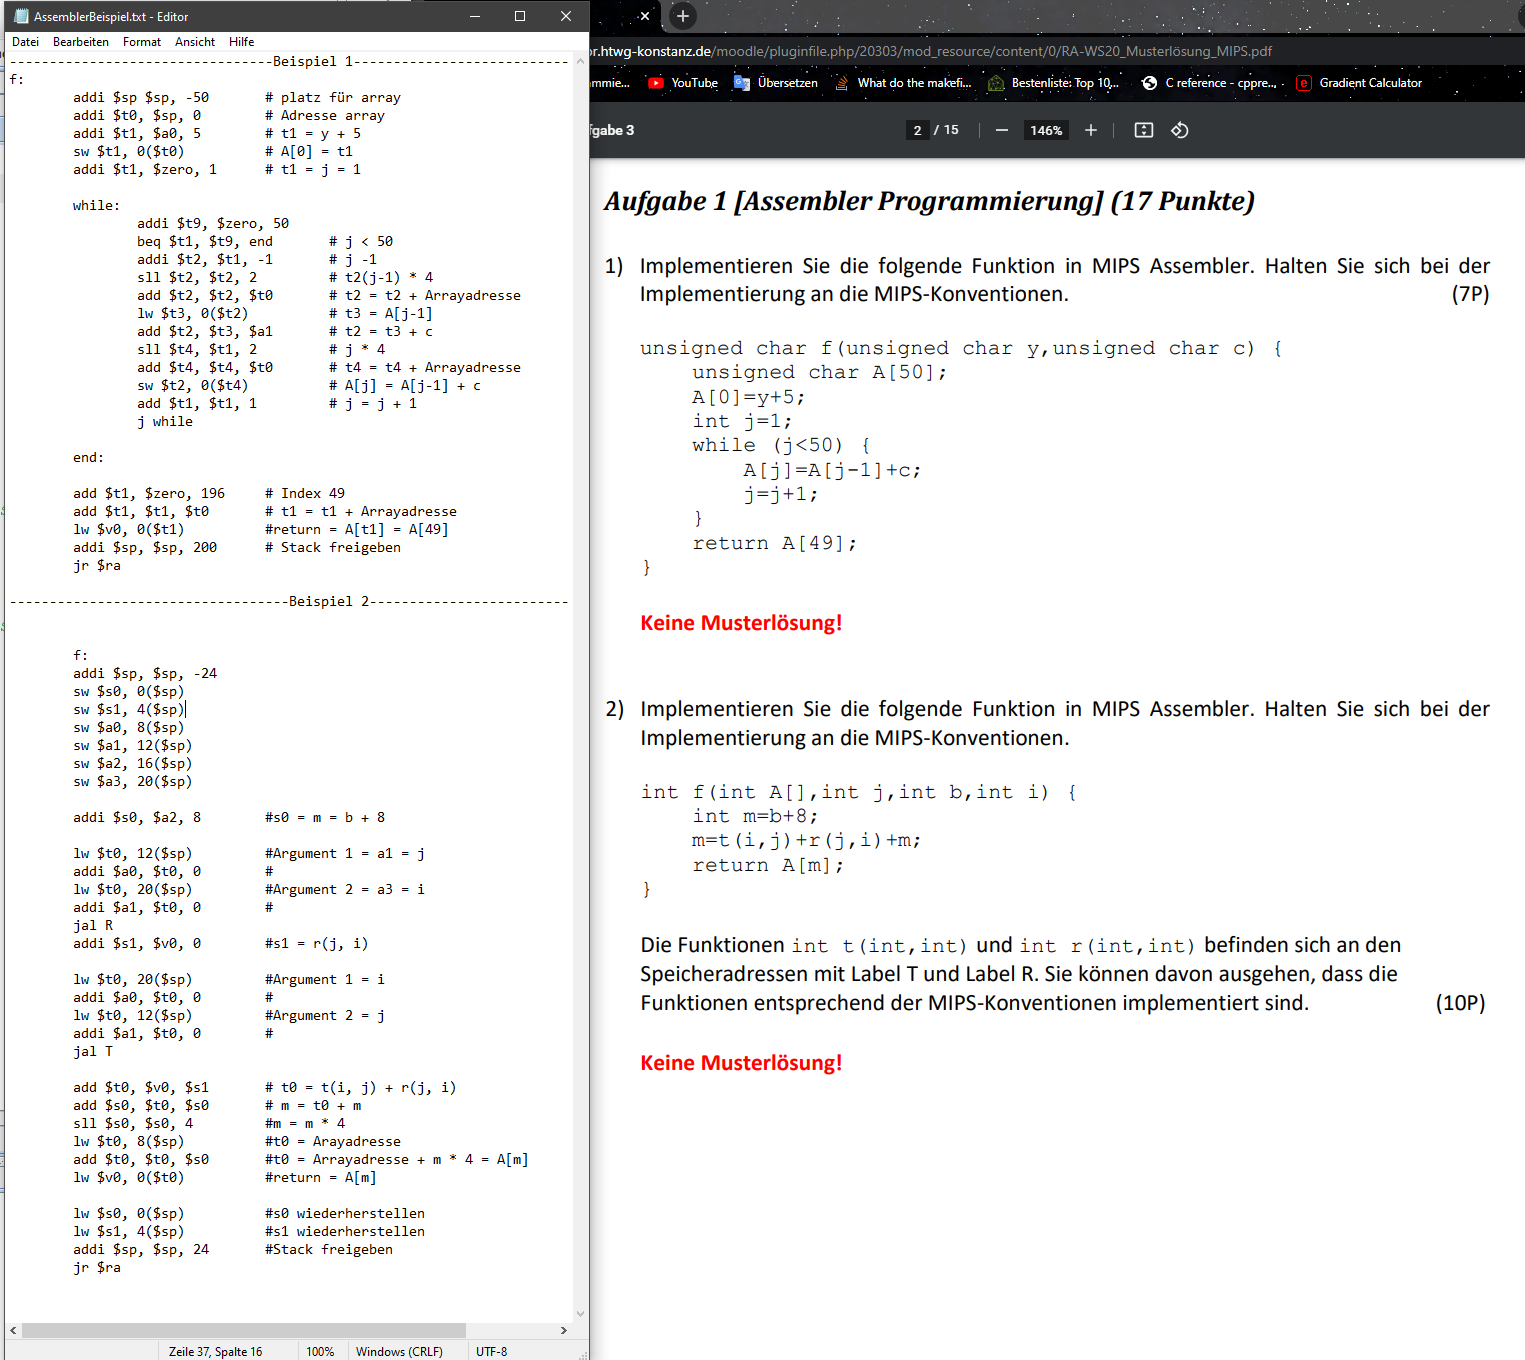 AssemblerBeispiel.txt - Editor
Datei Bearbeiten Format Ansicht Hilfe
---------------------------------Beispiel 1---------------------------
f:
addi $sp $sp, -50 # platz für array
addi $t0, $sp, 0 # Adresse array
addi $t1, $a0, 5 # t1 = y + 5
sw $t1, 0($t0) # A[0] = t1
addi $t1, $zero, 1 # t1 = j = 1
while:
addi $t9, $zero, 50
beq $t1, $t9, end # j < 50
addi $t2, $t1, -1 # j -1
sll $t2, $t2, 2 # t2(j-1) * 4
add $t2, $t2, $t0 # t2 = t2 + Arrayadresse
lw $t3, 0($t2) # t3 = A[j-1]
add $t2, $t3, $a1 # t2 = t3 + c
sll $t4, $t1, 2 # j * 4
add $t4, $t4, $t0 # t4 = t4 + Arrayadresse
sw $t2, 0($t4) # A[j] = A[j-1] + c
add $t1, $t1, 1 # j = j + 1
j while
end:
add $t1, $zero, 196 # Index 49
add $t1, $t1, $t0 # t1 = t1 + Arrayadresse
lw $v0, 0($t1) #return = A[t1] = A[49]
addi $sp, $sp, 200 # Stack freigeben
jr $ra
-----------------------------------Beispiel 2-------------------------
f:
addi $sp, $sp, -24
sw $s0, 0($sp)
sw $s1, 4($sp)
sw $a0, 8($sp)
sw $a1, 12($sp)
sw $a2, 16($sp)
sw $a3, 20($sp)
addi $s0, $a2, 8 #s0 = m = b + 8
lw $t0, 12($sp) #Argument 1 = a1 = j
addi $a0, $t0, 0 #
lw $t0, 20($sp) #Argument 2 = a3 = i
addi $a1, $t0, 0 #
jal R
addi $s1, $v0, 0 #s1 = r(j, i)
lw $t0, 20($sp) #Argument 1 = i
addi $a0, $t0, 0 #
lw $t0, 12($sp) #Argument 2 = j
addi $a1, $t0, 0 #
jal T
add $t0, $v0, $s1 # t0 = t(i, j) + r(j, i)
add $s0, $t0, $s0 # m = t0 + m
sll $s0, $s0, 4 #m = m * 4
lw $t0, 8($sp) #t0 = Arayadresse
add $t0, $t0, $s0 #t0 = Arrayadresse + m * 4 = A[m]
lw $v0, 0($t0) #return = A[m]
lw $s0, 0($sp) #s0 wiederherstellen
lw $s1, 4($sp) #s1 wiederherstellen
addi $sp, $sp, 24 #Stack freigeben
jr $ra
Zeile 37, Spalte 16 100% Windows (CRLF) UTF-8
or.htwg-konstanz.de/moodle/pluginfile.php/20303/mod_resource/content/0/RA-WS20_Musterlösung_MIPS.pdf
mmie... YouTube Übersetzen What do the makefi... Bestenliste: Top 10,... C reference - cppre... Gradient Calculator
fgabe 3 2 / 15 146%
Aufgabe 1 [Assembler Programmierung] (17 Punkte)
1) Implementieren Sie die folgende Funktion in MIPS Assembler. Halten Sie sich bei der
Implementierung an die MIPS-Konventionen. (7P)
unsigned char f(unsigned char y,unsigned char c) {
unsigned char A[50];
A[0]=y+5;
int j=1;
while (j<50) {
A[j]=A[j-1]+c;
j=j+1;
}
return A[49];
}
Keine Musterlösung!
2) Implementieren Sie die folgende Funktion in MIPS Assembler. Halten Sie sich bei der
Implementierung an die MIPS-Konventionen.
int f(int A[],int j,int b,int i) {
int m=b+8;
m=t(i,j)+r(j,i)+m;
return A[m];
}
Die Funktionen int t(int,int) und int r(int,int) befinden sich an den
Speicheradressen mit Label T und Label R. Sie können davon ausgehen, dass die
Funktionen entsprechend der MIPS-Konventionen implementiert sind. (10P)
Keine Musterlösung!